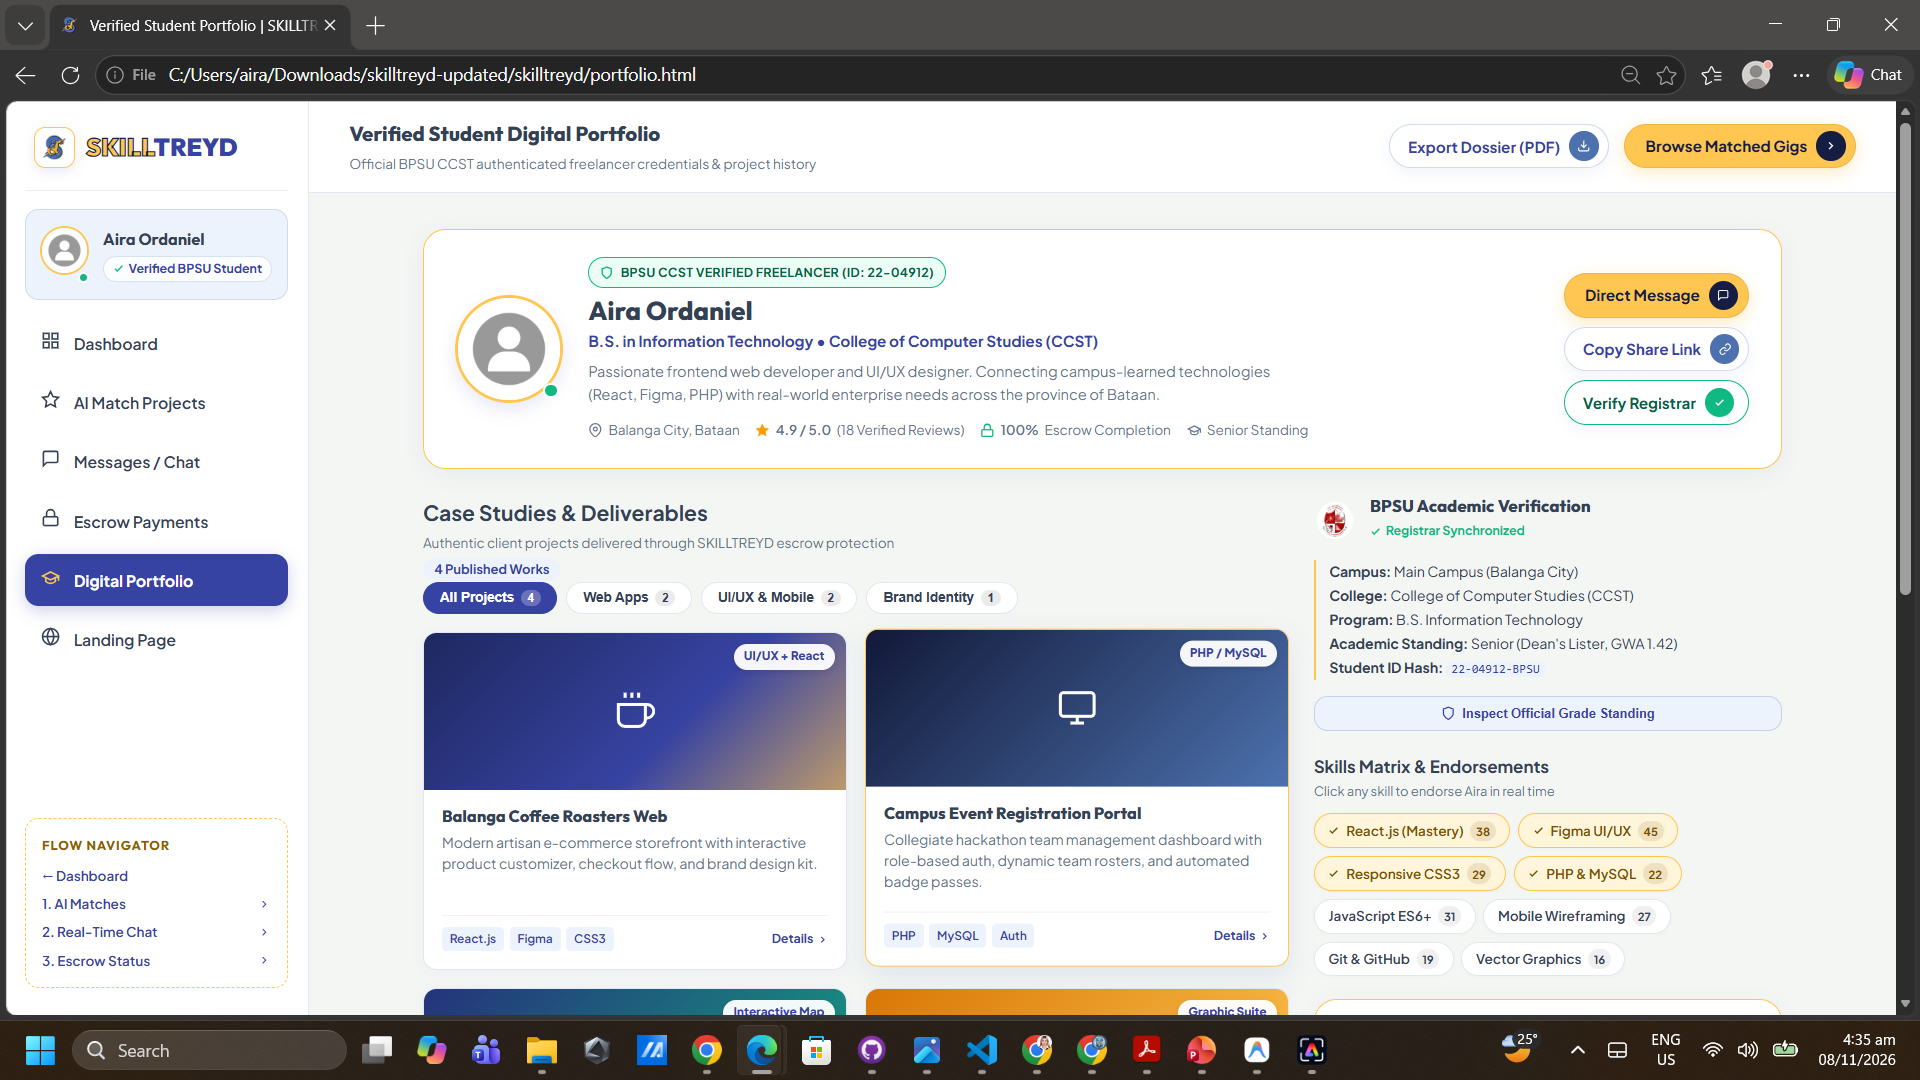 Verified Student Portfolio | SKILLTR
File C:/Users/aira/Downloads/skilltreyd-updated/skilltreyd/portfolio.html
Chat
SKILLTREYD
Aira Ordaniel
Verified BPSU Student
Dashboard
AI Match Projects
Messages / Chat
Escrow Payments
Digital Portfolio
Landing Page
FLOW NAVIGATOR
← Dashboard
1. AI Matches
2. Real-Time Chat
3. Escrow Status
Verified Student Digital Portfolio
Official BPSU CCST authenticated freelancer credentials & project history
Export Dossier (PDF)
Browse Matched Gigs
BPSU CCST VERIFIED FREELANCER (ID: 22-04912)
Aira Ordaniel
B.S. in Information Technology • College of Computer Studies (CCST)
Passionate frontend web developer and UI/UX designer. Connecting campus-learned technologies
(React, Figma, PHP) with real-world enterprise needs across the province of Bataan.
Balanga City, Bataan 4.9 / 5.0 (18 Verified Reviews) 100% Escrow Completion Senior Standing
Direct Message
Copy Share Link
Verify Registrar
Case Studies & Deliverables
Authentic client projects delivered through SKILLTREYD escrow protection
4 Published Works
All Projects 4 Web Apps 2 UI/UX & Mobile 2 Brand Identity 1
UI/UX + React
Balanga Coffee Roasters Web
Modern artisan e-commerce storefront with interactive
product customizer, checkout flow, and brand design kit.
React.js Figma CSS3 Details
PHP / MySQL
Campus Event Registration Portal
Collegiate hackathon team management dashboard with
role-based auth, dynamic team rosters, and automated
badge passes.
PHP MySQL Auth Details
Interactive Map
Graphic Suite
BPSU Academic Verification
Registrar Synchronized
Campus: Main Campus (Balanga City)
College: College of Computer Studies (CCST)
Program: B.S. Information Technology
Academic Standing: Senior (Dean's Lister, GWA 1.42)
Student ID Hash: 22-04912-BPSU
Inspect Official Grade Standing
Skills Matrix & Endorsements
Click any skill to endorse Aira in real time
React.js (Mastery) 38 Figma UI/UX 45
Responsive CSS3 29 PHP & MySQL 22
JavaScript ES6+ 31 Mobile Wireframing 27
Git & GitHub 19 Vector Graphics 16
Search
25°
ENG
US
4:35 am
08/11/2026